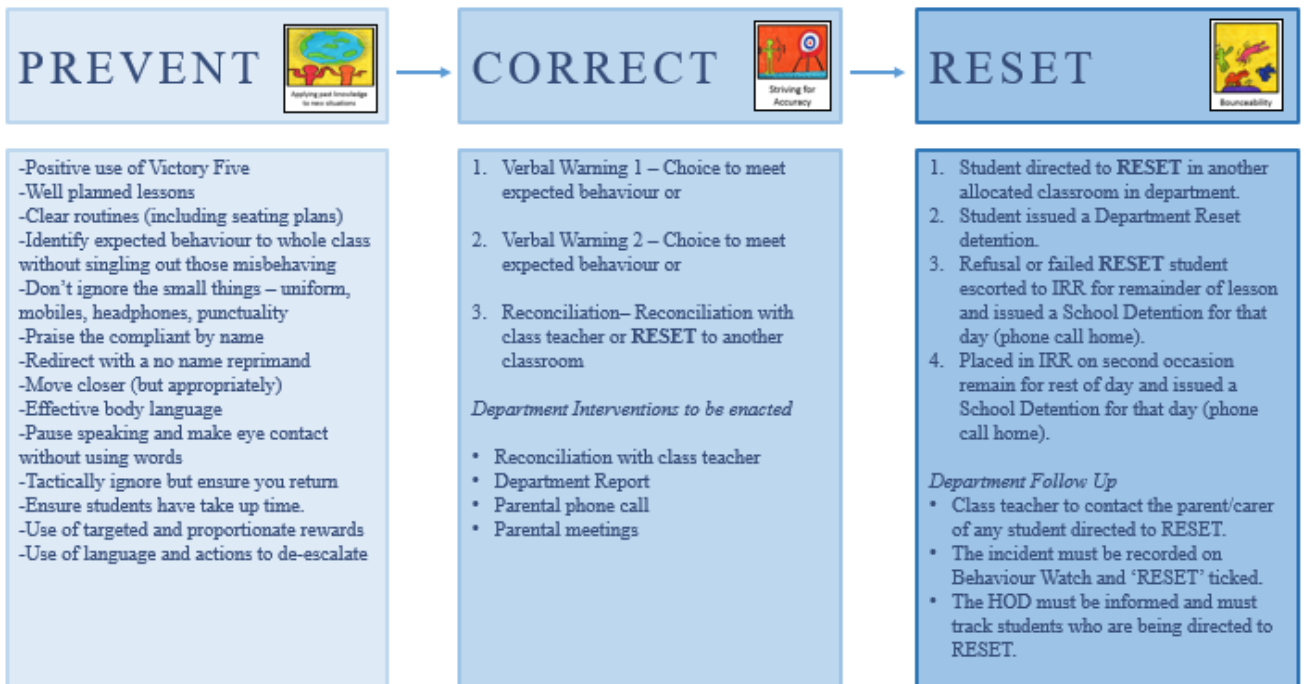 PREVENT
Applying past knowledge
to new situations
CORRECT
Striving for
Accuracy
RESET
Bounceability
-Positive use of Victory Five
-Well planned lessons
-Clear routines (including seating plans)
-Identify expected behaviour to whole class
without singling out those misbehaving
-Don't ignore the small things – uniform,
mobiles, headphones, punctuality
-Praise the compliant by name
-Redirect with a no name reprimand
-Move closer (but appropriately)
-Effective body language
-Pause speaking and make eye contact
without using words
-Tactically ignore but ensure you return
-Ensure students have take up time.
-Use of targeted and proportionate rewards
-Use of language and actions to de-escalate
1. Verbal Warning 1 – Choice to meet
expected behaviour or
2. Verbal Warning 2 – Choice to meet
expected behaviour or
3. Reconciliation– Reconciliation with
class teacher or RESET to another
classroom
Department Interventions to be enacted
• Reconciliation with class teacher
• Department Report
• Parental phone call
• Parental meetings
1. Student directed to RESET in another
allocated classroom in department.
2. Student issued a Department Reset
detention.
3. Refusal or failed RESET student
escorted to IRR for remainder of lesson
and issued a School Detention for that
day (phone call home).
4. Placed in IRR on second occasion
remain for rest of day and issued a
School Detention for that day (phone
call home).
Department Follow Up
• Class teacher to contact the parent/carer
of any student directed to RESET.
• The incident must be recorded on
Behaviour Watch and 'RESET' ticked.
• The HOD must be informed and must
track students who are being directed to
RESET.